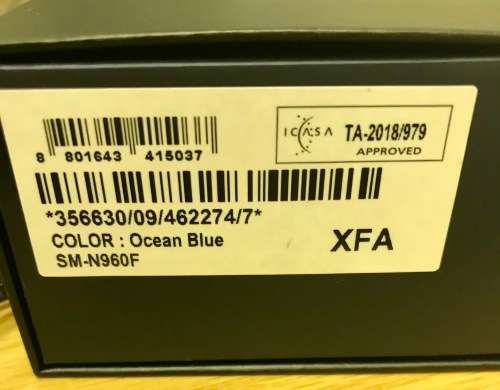 8 801643 415037
ICASA
TA-2018/979
APPROVED
*356630/09/462274/7*
COLOR : Ocean Blue
SM-N960F
XFA